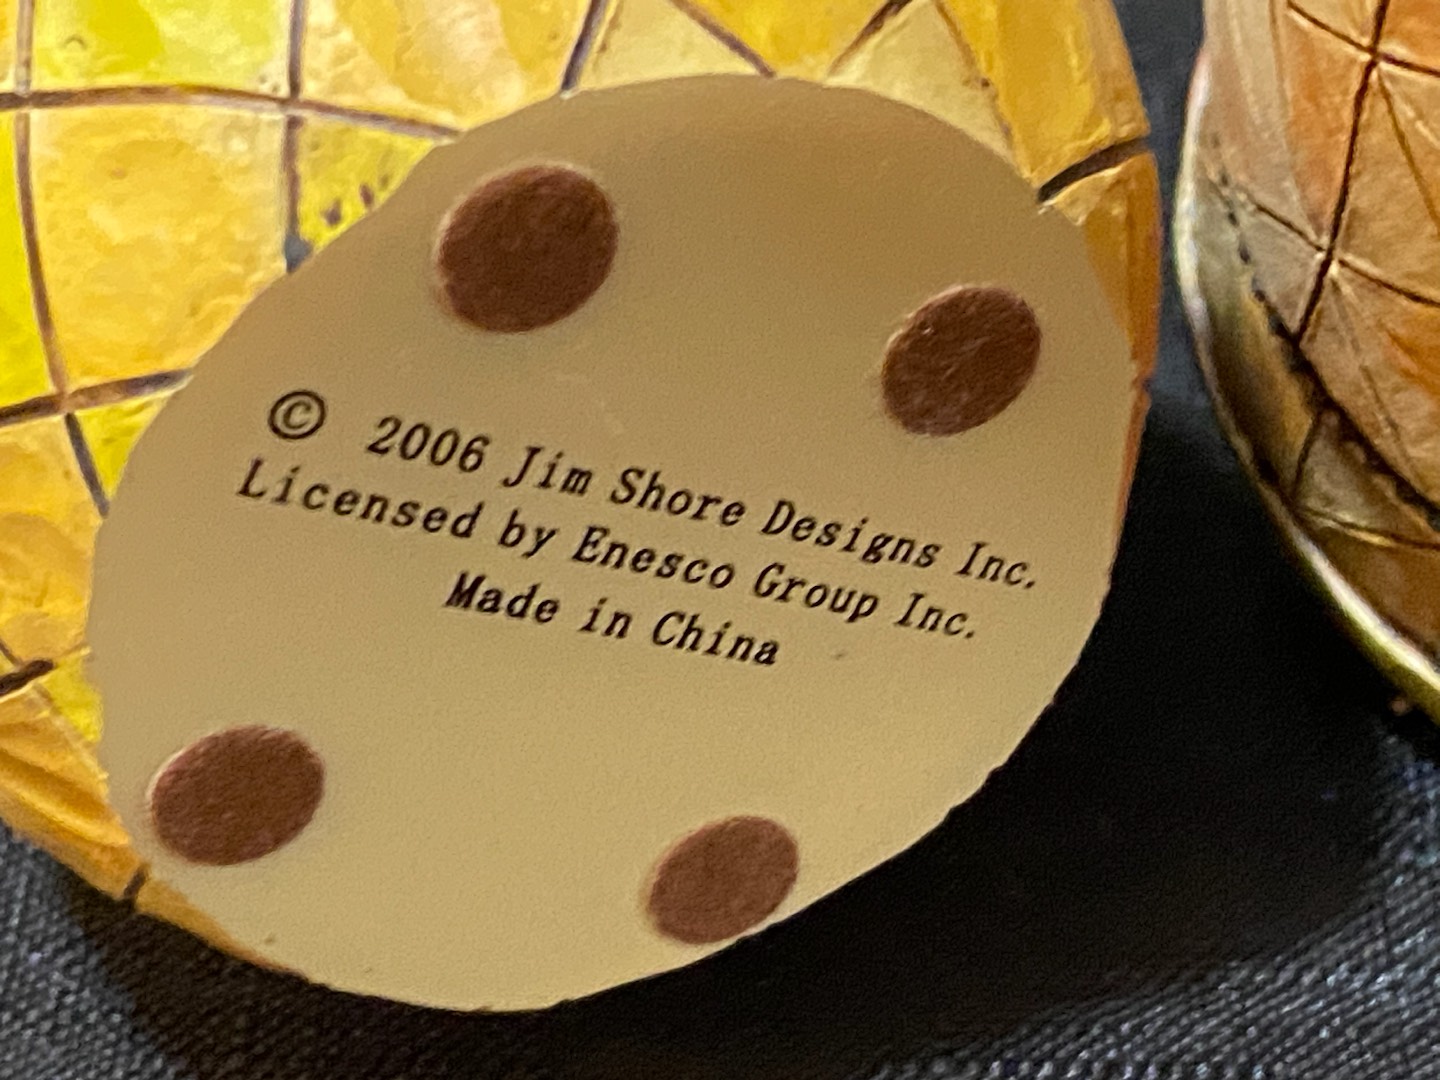 © 2006 Jim Shore Designs Inc.
Licensed by Enesco Group Inc.
Made in China